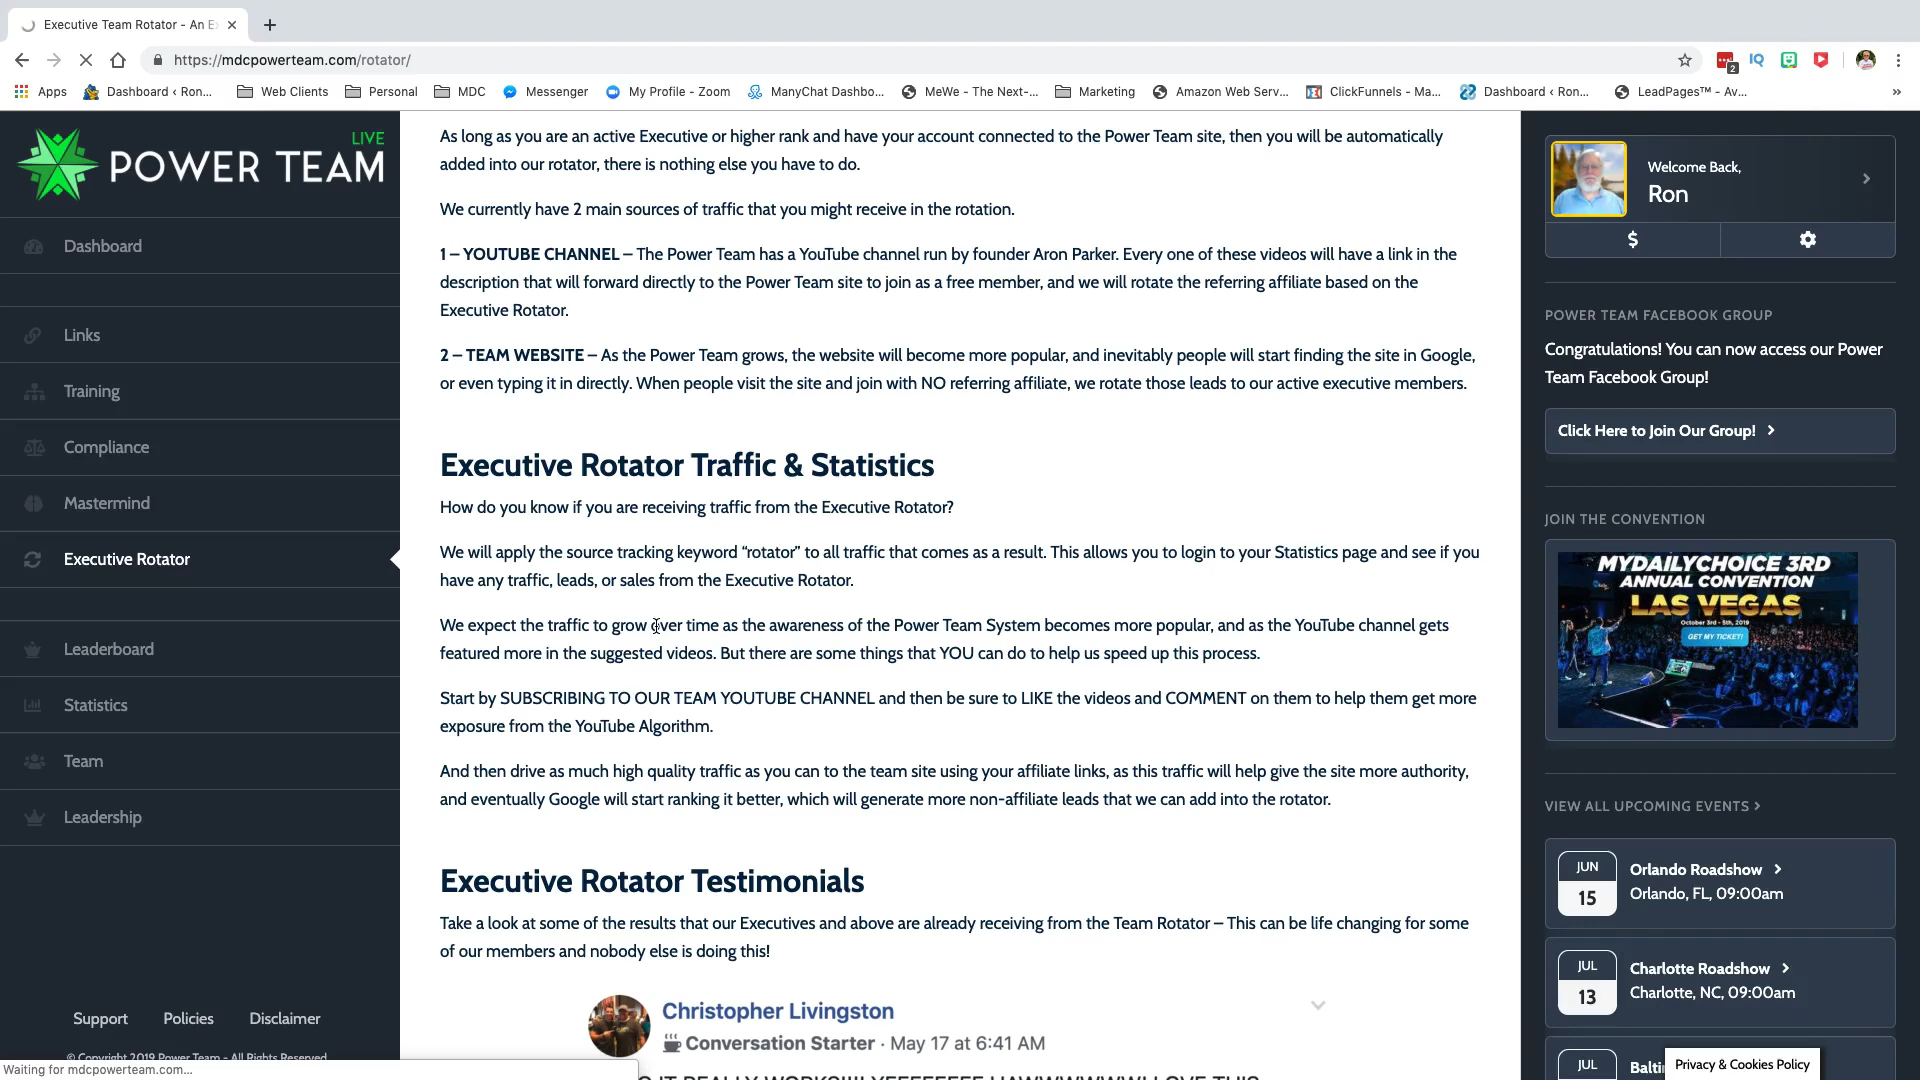 Executive Team Rotator - An Ex
https://mdcpowerteam.com/rotator/
2
IQ
Apps
Dashboard ‹ Ron...
Web Clients
Personal
MDC
Messenger
My Profile - Zoom
ManyChat Dashbo...
MeWe - The Next-...
Marketing
Amazon Web Serv...
ClickFunnels - Ma...
Dashboard ‹ Ron...
LeadPages™ - Av...
»
LIVE
POWER TEAM
Dashboard
Links
Training
Compliance
Mastermind
Executive Rotator
Leaderboard
Statistics
Team
Leadership
Support
Policies
Disclaimer
© Copyright 2019 Power Team - All Rights Reserved
Waiting for mdcpowerteam.com...
As long as you are an active Executive or higher rank and have your account connected to the Power Team site, then you will be automatically
added into our rotator, there is nothing else you have to do.
We currently have 2 main sources of traffic that you might receive in the rotation.
1 – YOUTUBE CHANNEL – The Power Team has a YouTube channel run by founder Aron Parker. Every one of these videos will have a link in the
description that will forward directly to the Power Team site to join as a free member, and we will rotate the referring affiliate based on the
Executive Rotator.
2 – TEAM WEBSITE – As the Power Team grows, the website will become more popular, and inevitably people will start finding the site in Google,
or even typing it in directly. When people visit the site and join with NO referring affiliate, we rotate those leads to our active executive members.
Executive Rotator Traffic & Statistics
How do you know if you are receiving traffic from the Executive Rotator?
We will apply the source tracking keyword “rotator” to all traffic that comes as a result. This allows you to login to your Statistics page and see if you
have any traffic, leads, or sales from the Executive Rotator.
We expect the traffic to grow over time as the awareness of the Power Team System becomes more popular, and as the YouTube channel gets
featured more in the suggested videos. But there are some things that YOU can do to help us speed up this process.
Start by SUBSCRIBING TO OUR TEAM YOUTUBE CHANNEL and then be sure to LIKE the videos and COMMENT on them to help them get more
exposure from the YouTube Algorithm.
And then drive as much high quality traffic as you can to the team site using your affiliate links, as this traffic will help give the site more authority,
and eventually Google will start ranking it better, which will generate more non-affiliate leads that we can add into the rotator.
Executive Rotator Testimonials
Take a look at some of the results that our Executives and above are already receiving from the Team Rotator – This can be life changing for some
of our members and nobody else is doing this!
Christopher Livingston
Conversation Starter · May 17 at 6:41 AM
Welcome Back,
Ron
$
POWER TEAM FACEBOOK GROUP
Congratulations! You can now access our Power
Team Facebook Group!
Click Here to Join Our Group!
JOIN THE CONVENTION
MYDAILYCHOICE 3RD
ANNUAL CONVENTION
LAS VEGAS
October 3rd - 5th, 2019
GET MY TICKET!
VIEW ALL UPCOMING EVENTS
JUN
15
Orlando Roadshow
Orlando, FL, 09:00am
JUL
13
Charlotte Roadshow
Charlotte, NC, 09:00am
JUL
Privacy & Cookies Policy